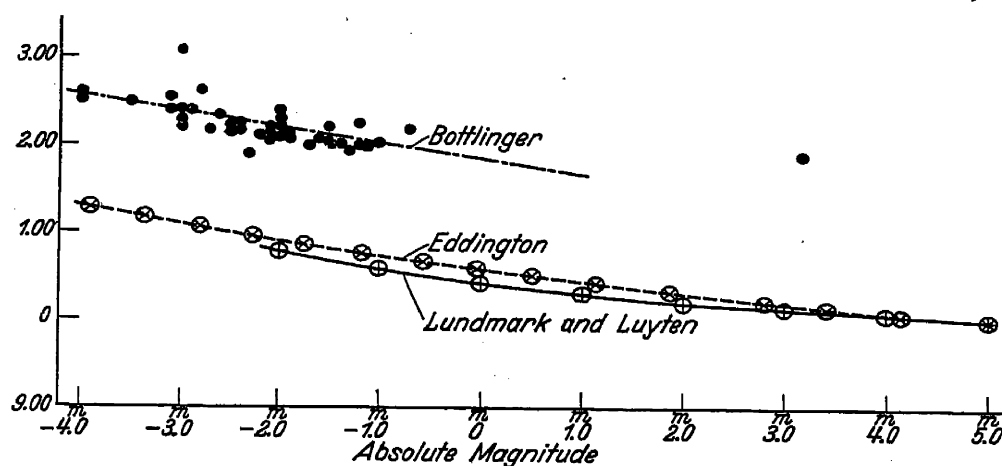 3.00
2.00
1.00
0
9.00
Bottlinger
Eddington
Lundmark and Luyten
m m m m m m m m m m
-4.0 -3.0 -2.0 -1.0 0 1.0 2.0 3.0 4.0 5.0
Absolute Magnitude